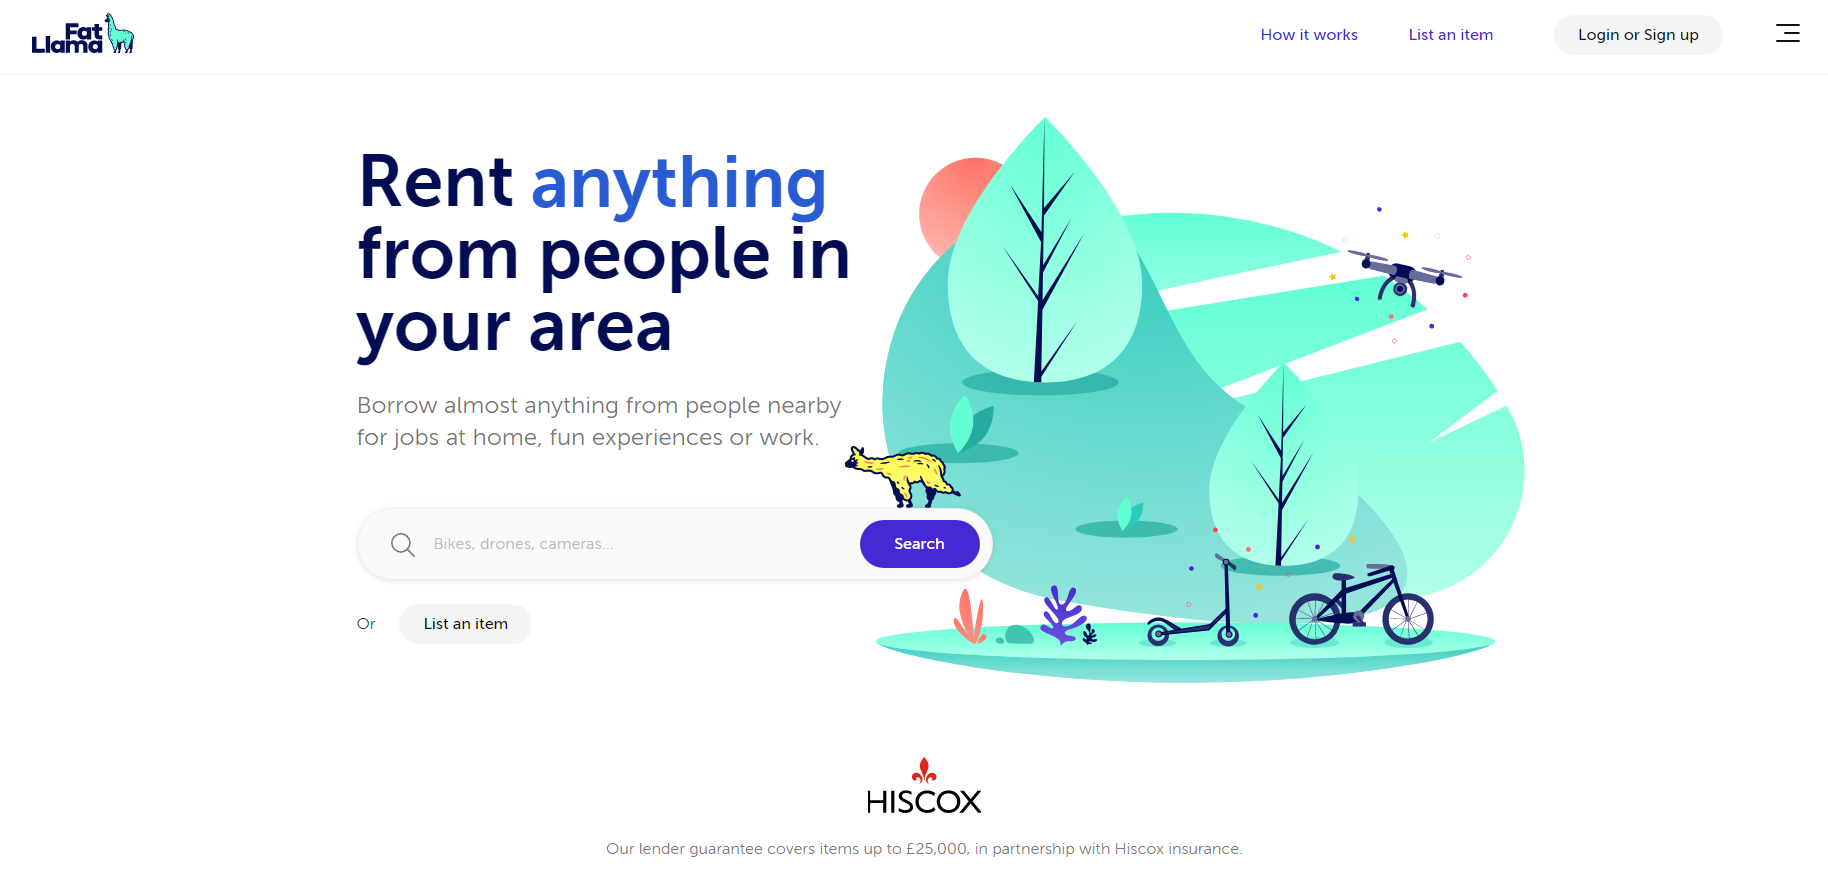 Fat
Llama
How it works
List an item
Login or Sign up
Rent anything
from people in
your area
Borrow almost anything from people nearby
for jobs at home, fun experiences or work.
Bikes, drones, cameras...
Search
Or
List an item
HISCOX
Our lender guarantee covers items up to £25,000, in partnership with Hiscox insurance.